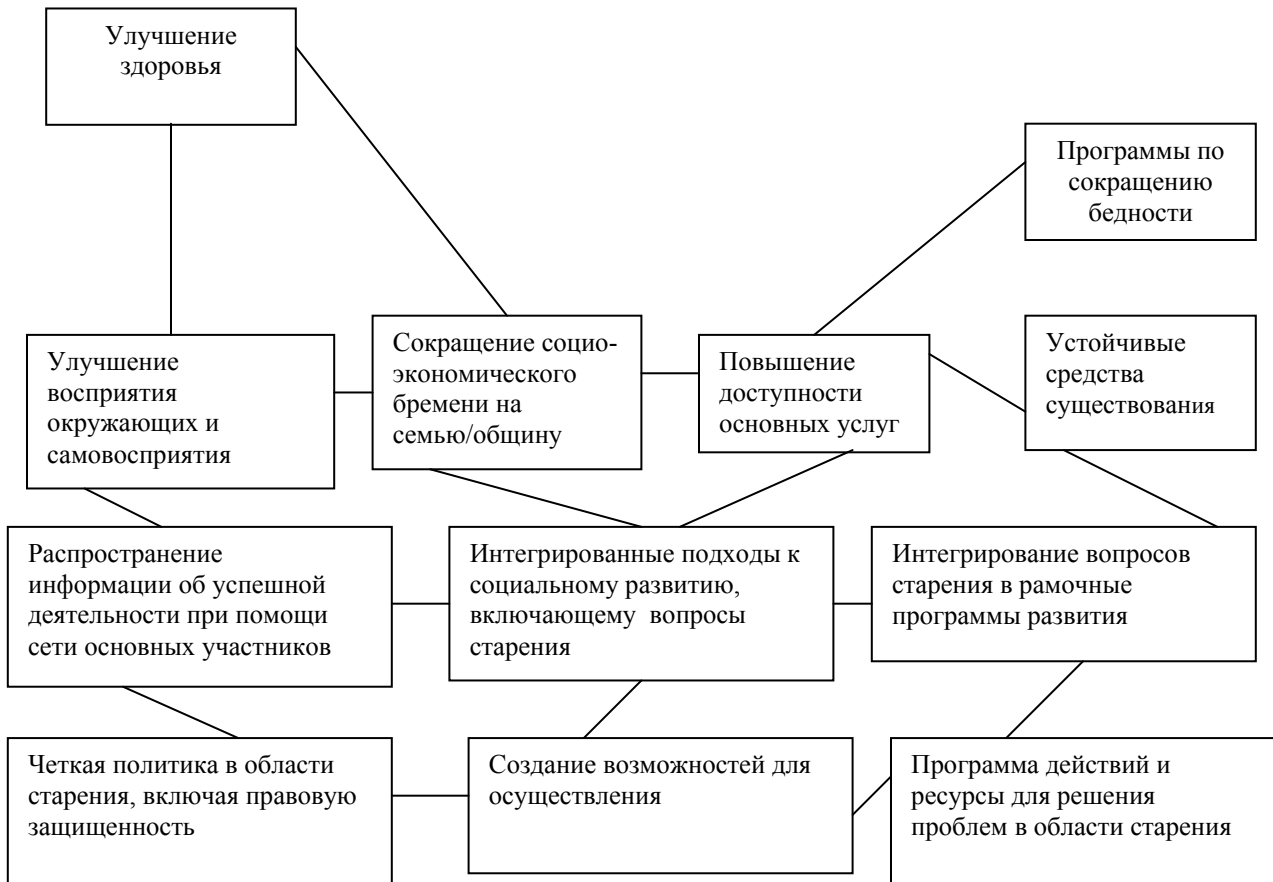 Улучшение
здоровья
Программы по
сокращению
бедности
Улучшение
восприятия
окружающих и
самовосприятия
Сокращение социо-
экономического
бремени на
семью/общину
Повышение
доступности
основных услуг
Устойчивые
средства
существования
Распространение
информации об успешной
деятельности при помощи
сети основных участников
Интегрированные подходы к
социальному развитию,
включающему вопросы
старения
Интегрирование вопросов
старения в рамочные
программы развития
Четкая политика в области
старения, включая правовую
защищенность
Создание возможностей для
осуществления
Программа действий и
ресурсы для решения
проблем в области старения